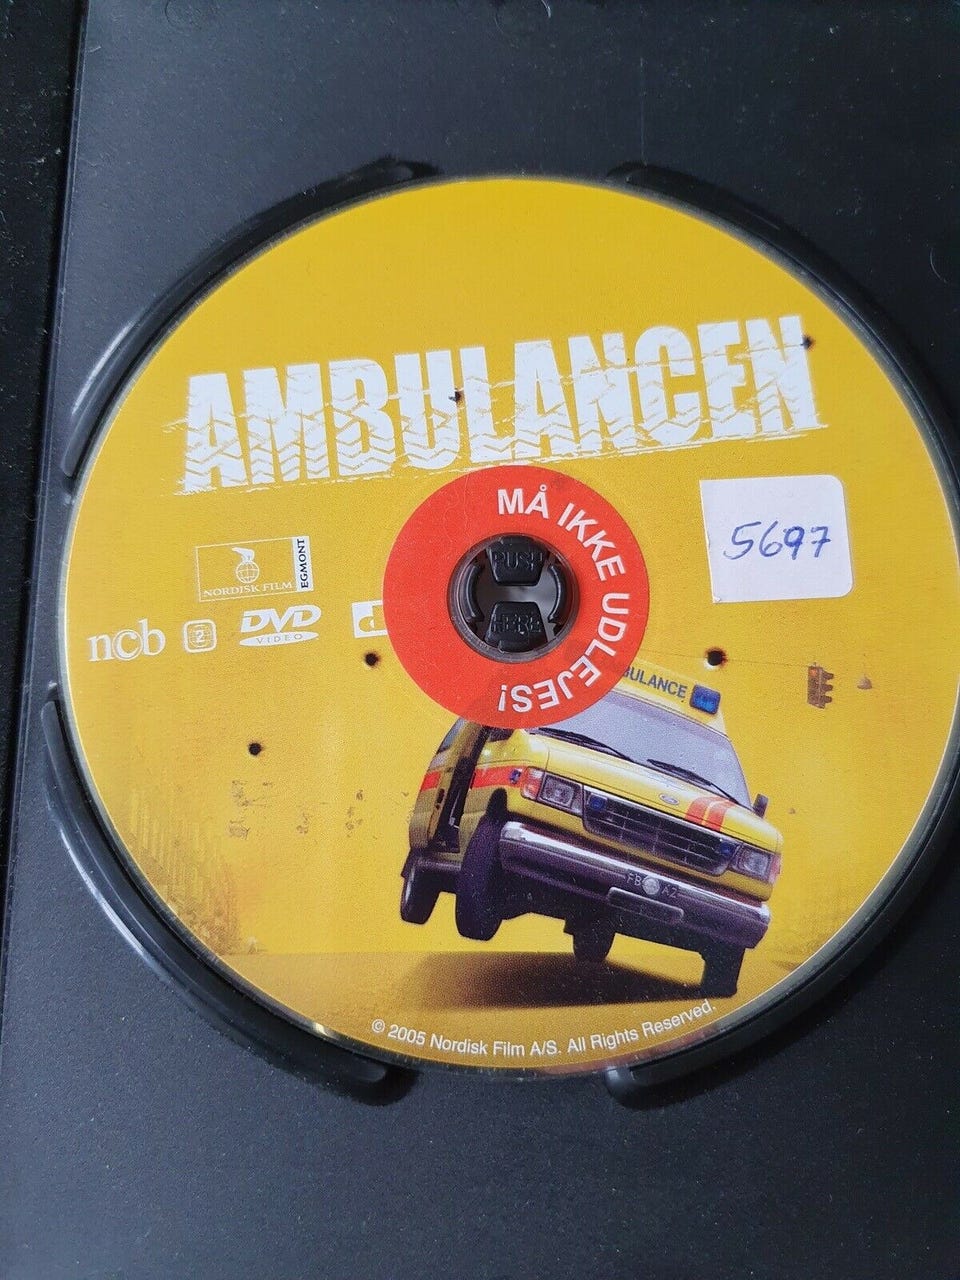 AMBULANCEN
MÅ IKKE UDLEJES!
5697
NORDISK FILM
EGMONT
ncb
2
DVD
VIDEO
PUSH
HERE
BULANCE
© 2005 Nordisk Film A/S. All Rights Reserved.